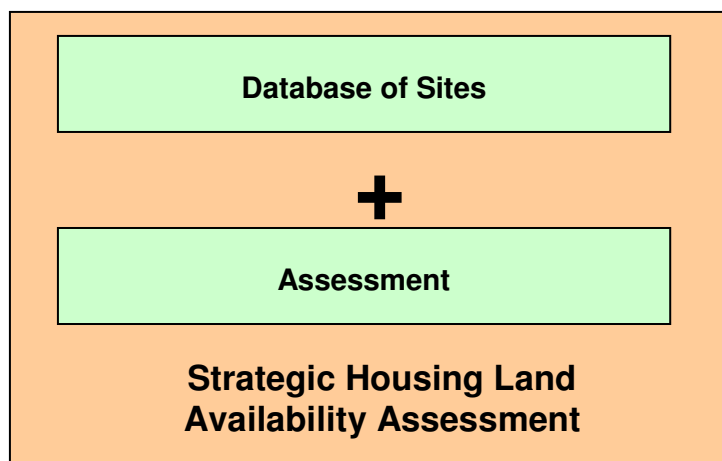 Database of Sites
+
Assessment
Strategic Housing Land
Availability Assessment